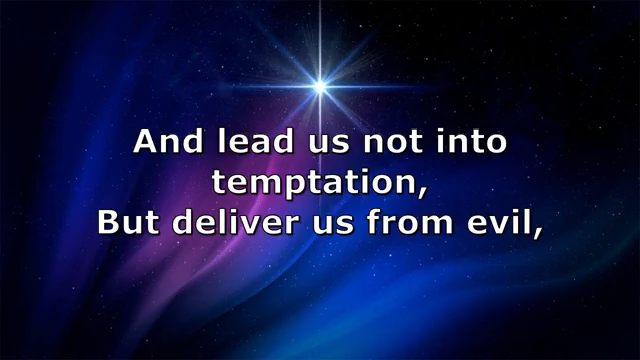 And lead us not into
temptation,
But deliver us from evil,